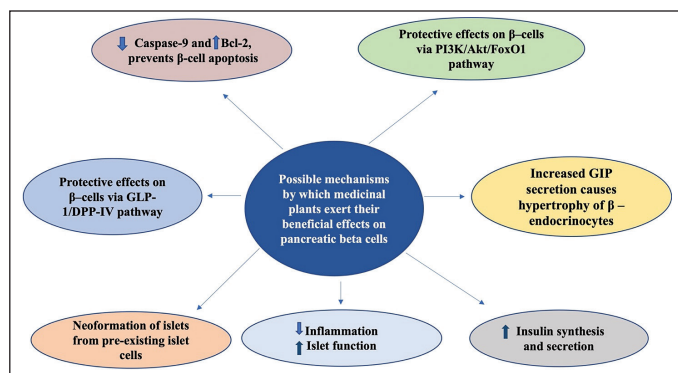 ⇩ Caspase-9 and ⇧Bcl-2,
prevents β-cell apoptosis
Protective effects on β–cells
via PI3K/Akt/FoxO1
pathway
Protective effects on
β–cells via GLP-
1/DPP-IV pathway
Possible mechanisms
by which medicinal
plants exert their
beneficial effects on
pancreatic beta cells
Increased GIP
secretion causes
hypertrophy of β –
endocrinocytes
Neoformation of islets
from pre-existing islet
cells
⇩Inflammation
⇧ Islet function
⇧ Insulin synthesis
and secretion